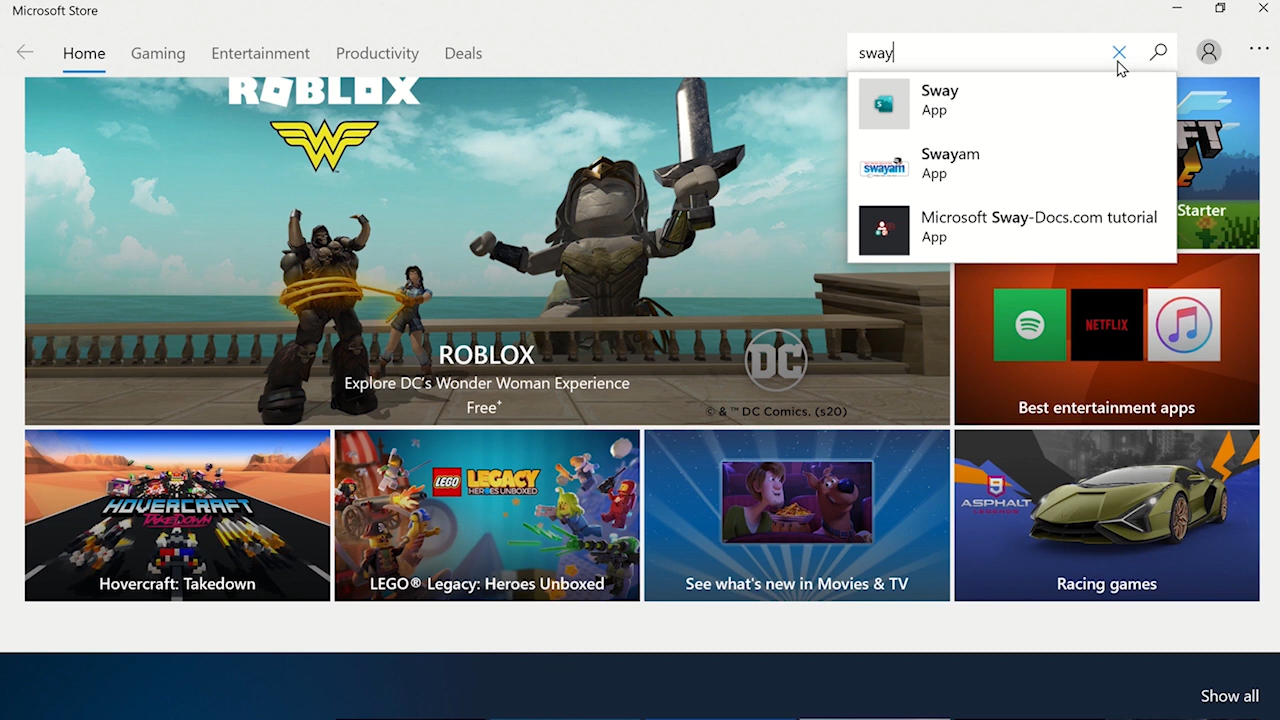 Microsoft Store
Home Gaming Entertainment Productivity Deals
sway
Sway
App
Swayam
App
swayam
Microsoft Sway-Docs.com tutorial
App
ROBLOX
ROBLOX
Explore DC's Wonder Woman Experience
Free+
DC
© & ™ DC Comics. (s20)
Starter
NETFLIX
Best entertainment apps
HOVERCRAFT
TAKEDOWN
Hovercraft: Takedown
LEGO LEGACY
HEROES UNBOXED
LEGO® Legacy: Heroes Unboxed
See what's new in Movies & TV
ASPHALT
LEGENDS
Racing games
Show all